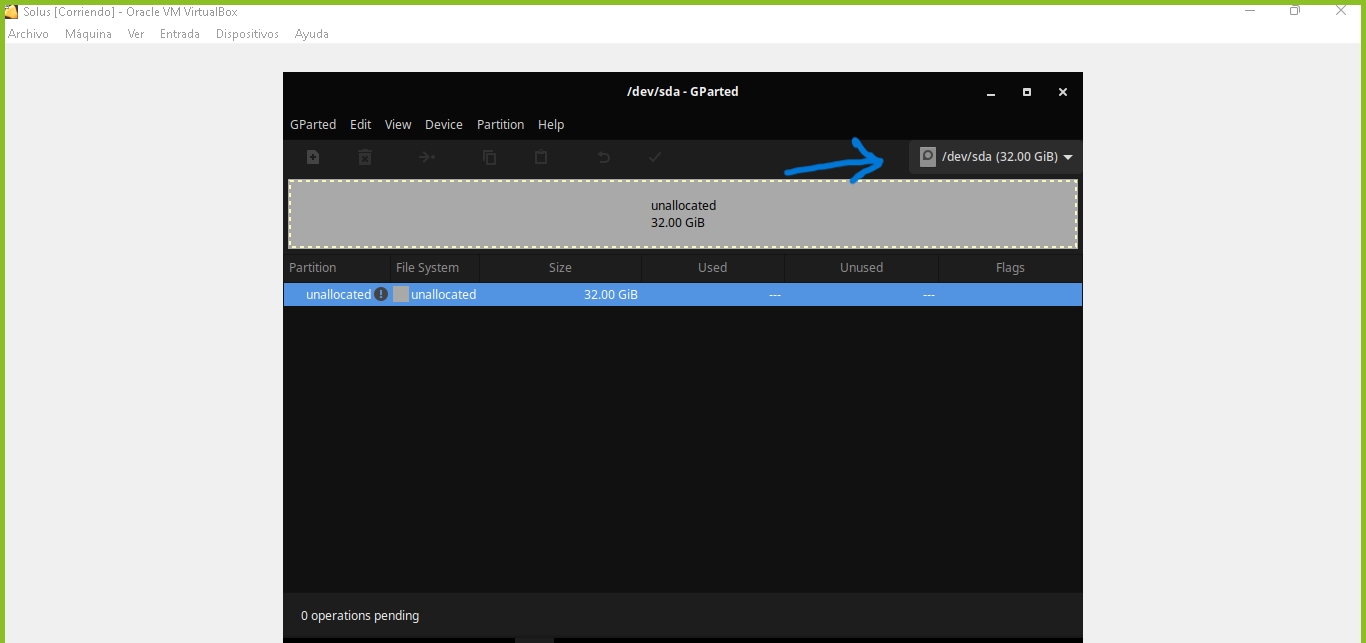 Solus [Corriendo] - Oracle VM VirtualBox
Archivo Máquina Ver Entrada Dispositivos Ayuda
/dev/sda - GParted
GParted Edit View Device Partition Help
/dev/sda (32.00 GiB)
unallocated
32.00 GiB
Partition File System Size Used Unused Flags
unallocated unallocated 32.00 GiB --- ---
0 operations pending